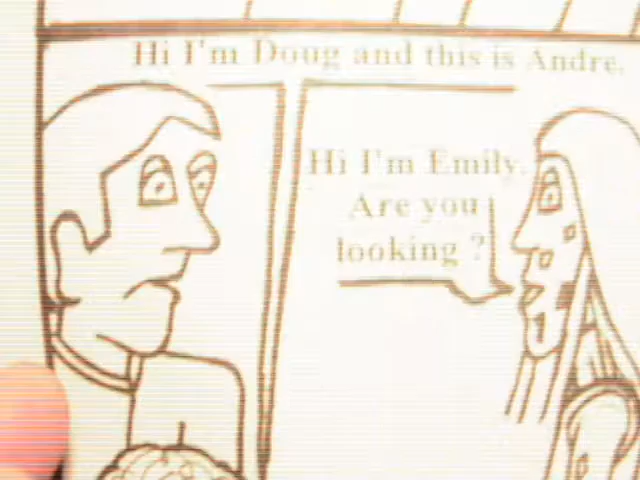 Hi I'm Doug and this is Andre.
Hi I'm Emily.
Are you
looking ?